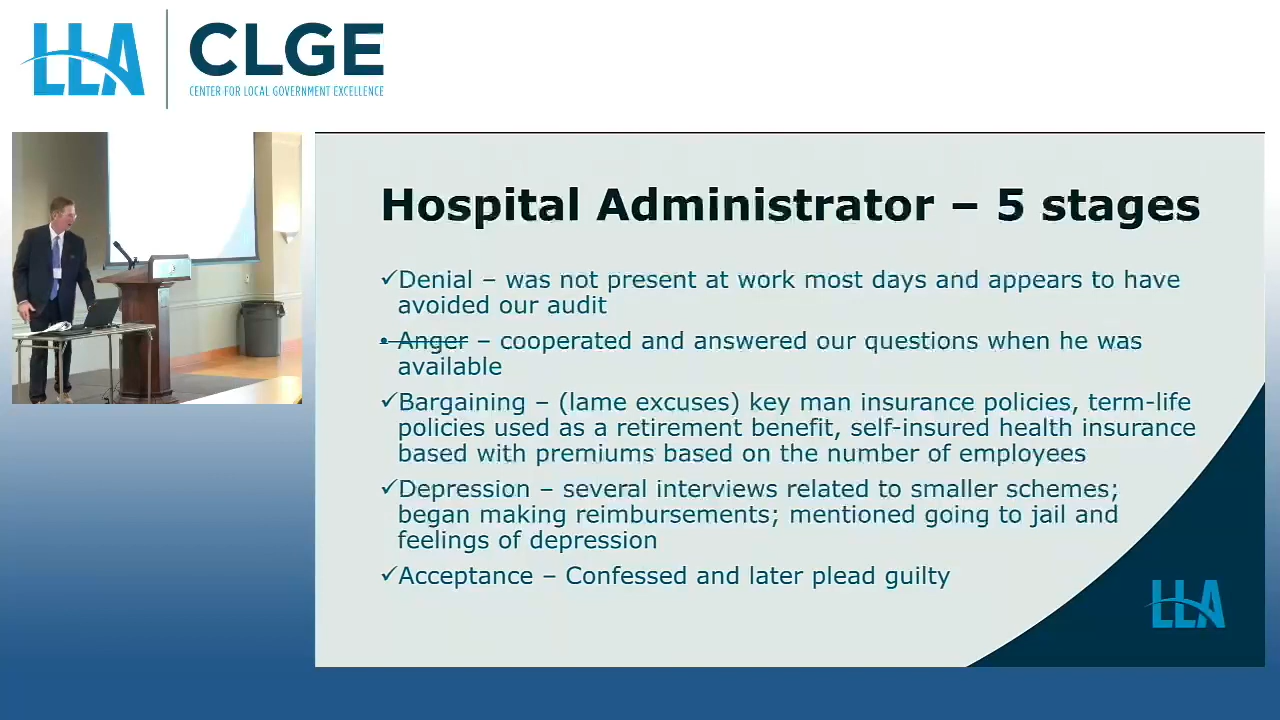 LLA
CLGE
CENTER FOR LOCAL GOVERNMENT EXCELLENCE
Hospital Administrator – 5 stages
✓Denial – was not present at work most days and appears to have
avoided our audit
• Anger – cooperated and answered our questions when he was
available
✓Bargaining – (lame excuses) key man insurance policies, term-life
policies used as a retirement benefit, self-insured health insurance
based with premiums based on the number of employees
✓Depression – several interviews related to smaller schemes;
began making reimbursements; mentioned going to jail and
feelings of depression
✓Acceptance – Confessed and later plead guilty
LLA